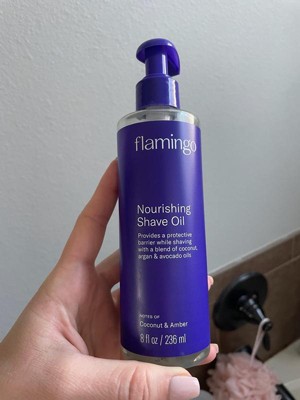 flamingo
Nourishing
Shave Oil
Provides a protective
barrier while shaving
with a blend of coconut,
argan & avocado oils
NOTES OF
Coconut & Amber
8 fl oz / 236 ml